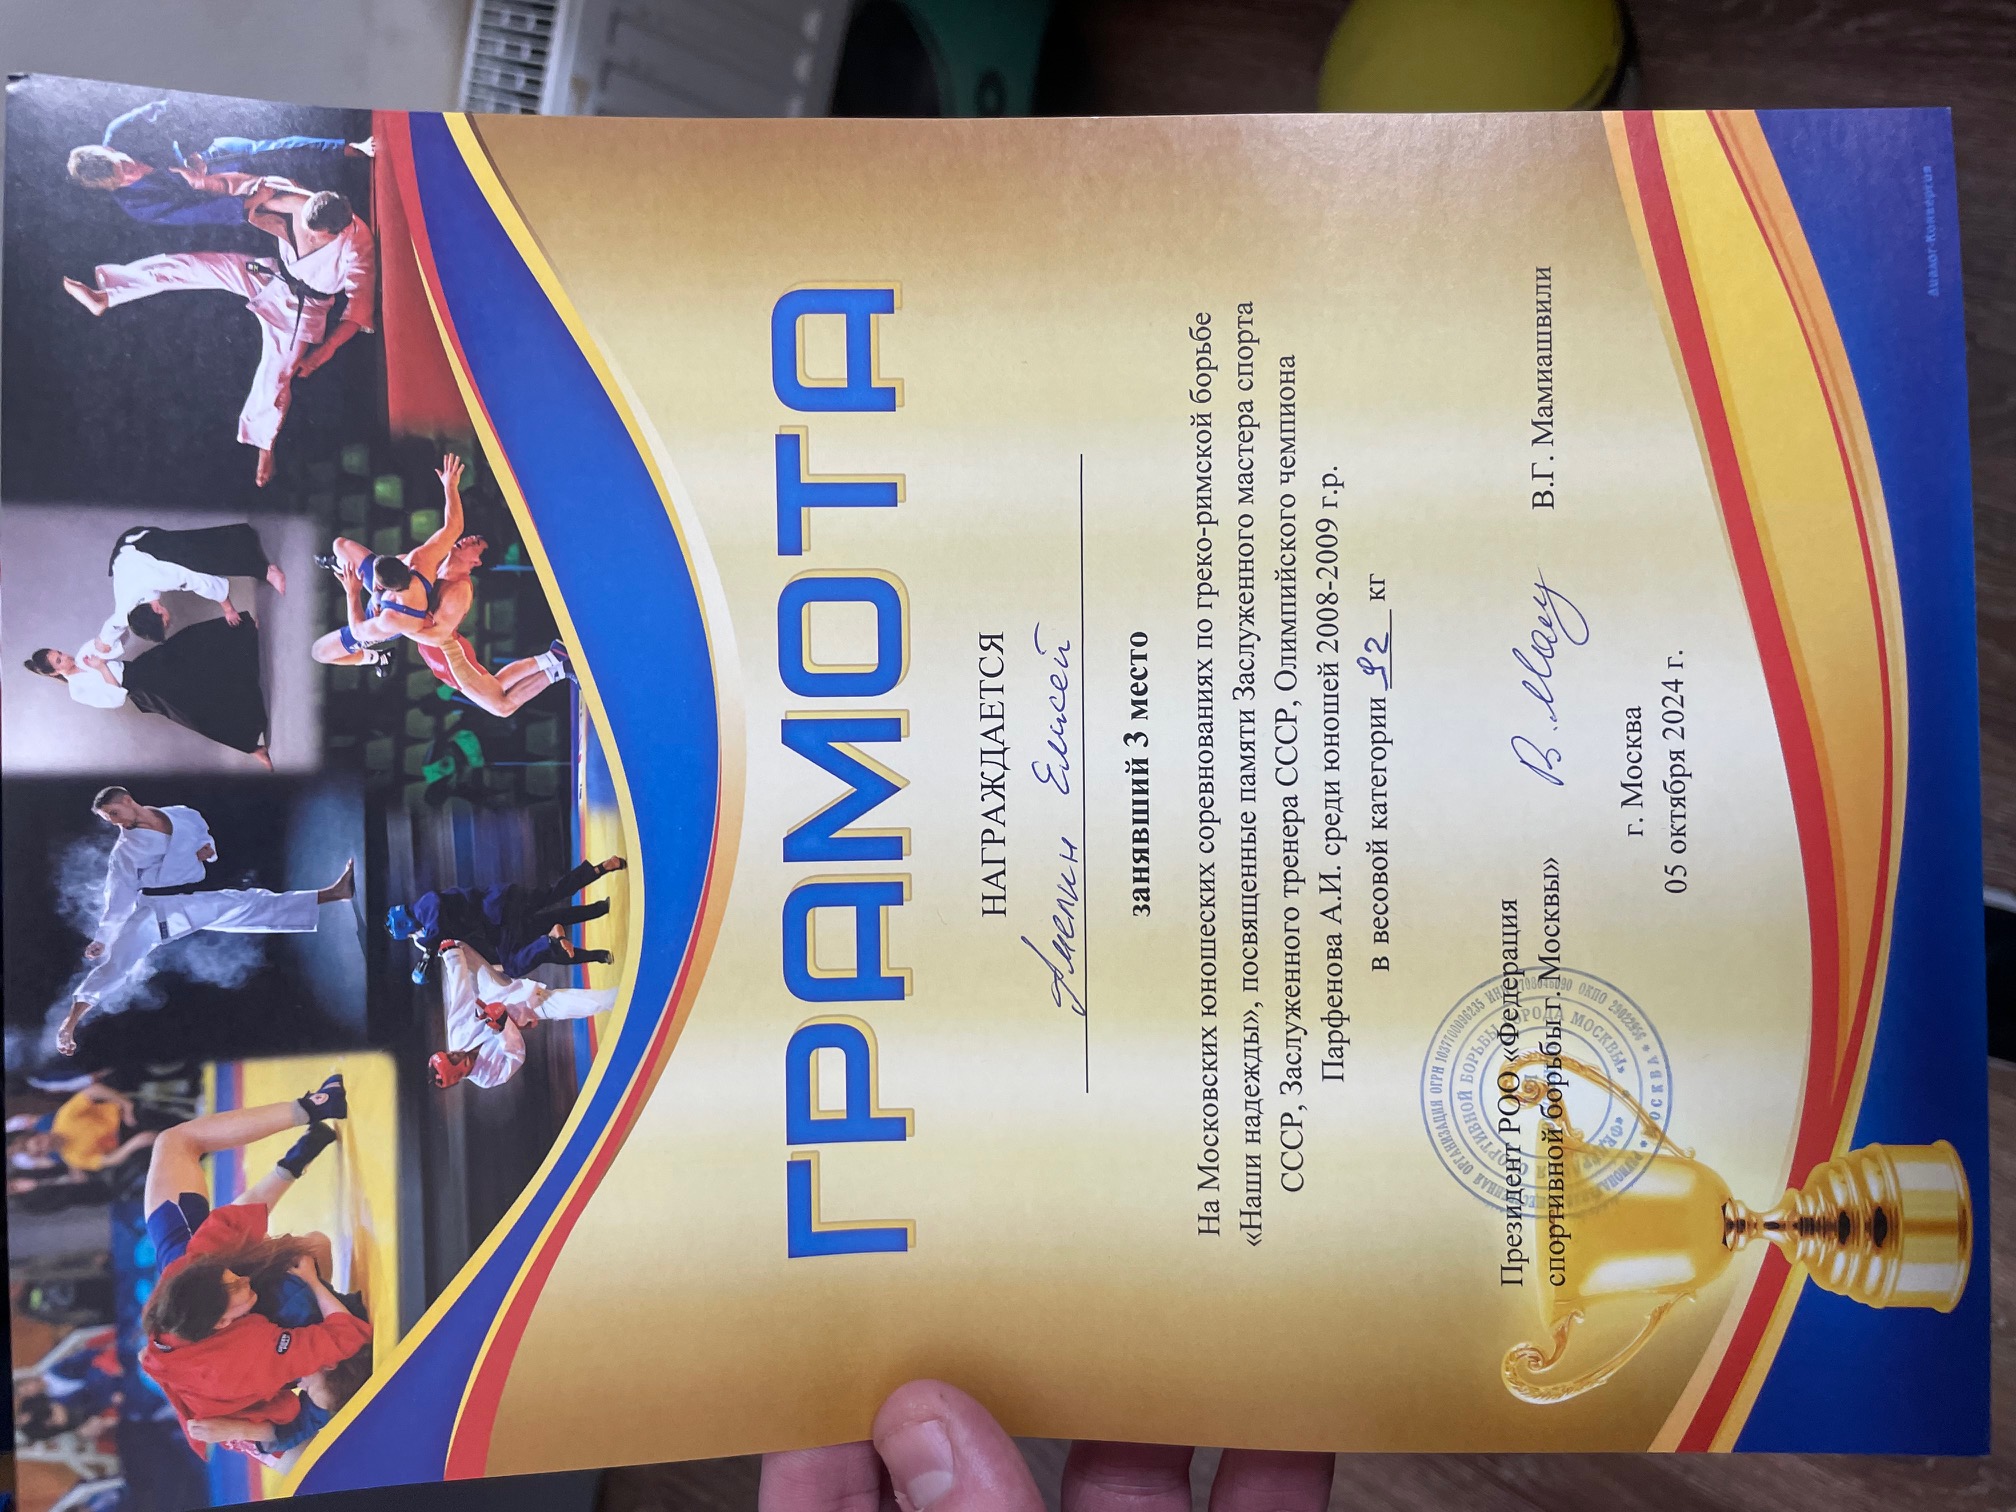 ГРАМОТА
НАГРАЖДАЕТСЯ
Амелин Елисей
занявший 3 место
На Московских юношеских соревнованиях по греко-римской борьбе
«Наши надежды», посвященные памяти Заслуженного мастера спорта
СССР, Заслуженного тренера СССР, Олимпийского чемпиона
Парфенова А.И. среди юношей 2008-2009 г.р.
в весовой категории 92 кг
Президент РОО «Федерация
спортивной борьбы г. Москвы» В.Г. Мамиашвили
г. Москва
05 октября 2024 г.
Диалог-Конверсия